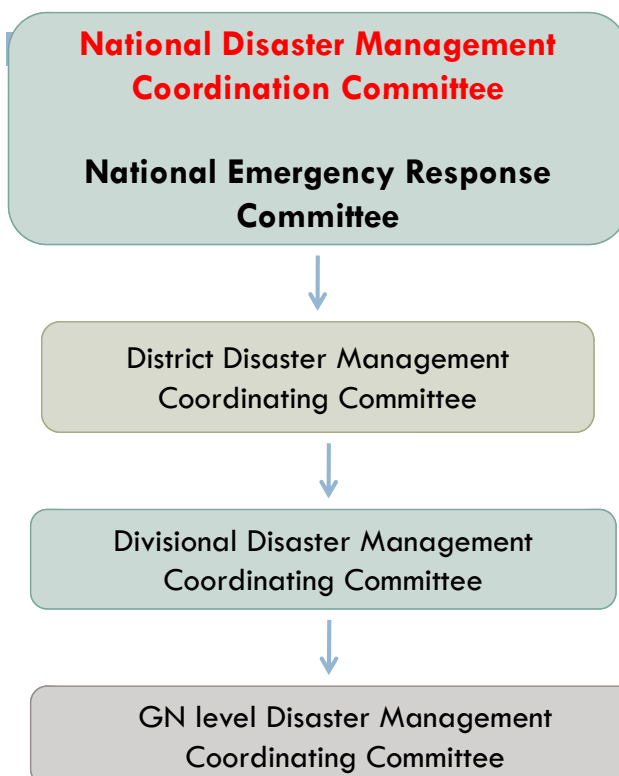 National Disaster Management
Coordination Committee
National Emergency Response
Committee
District Disaster Management
Coordinating Committee
Divisional Disaster Management
Coordinating Committee
GN level Disaster Management
Coordinating Committee